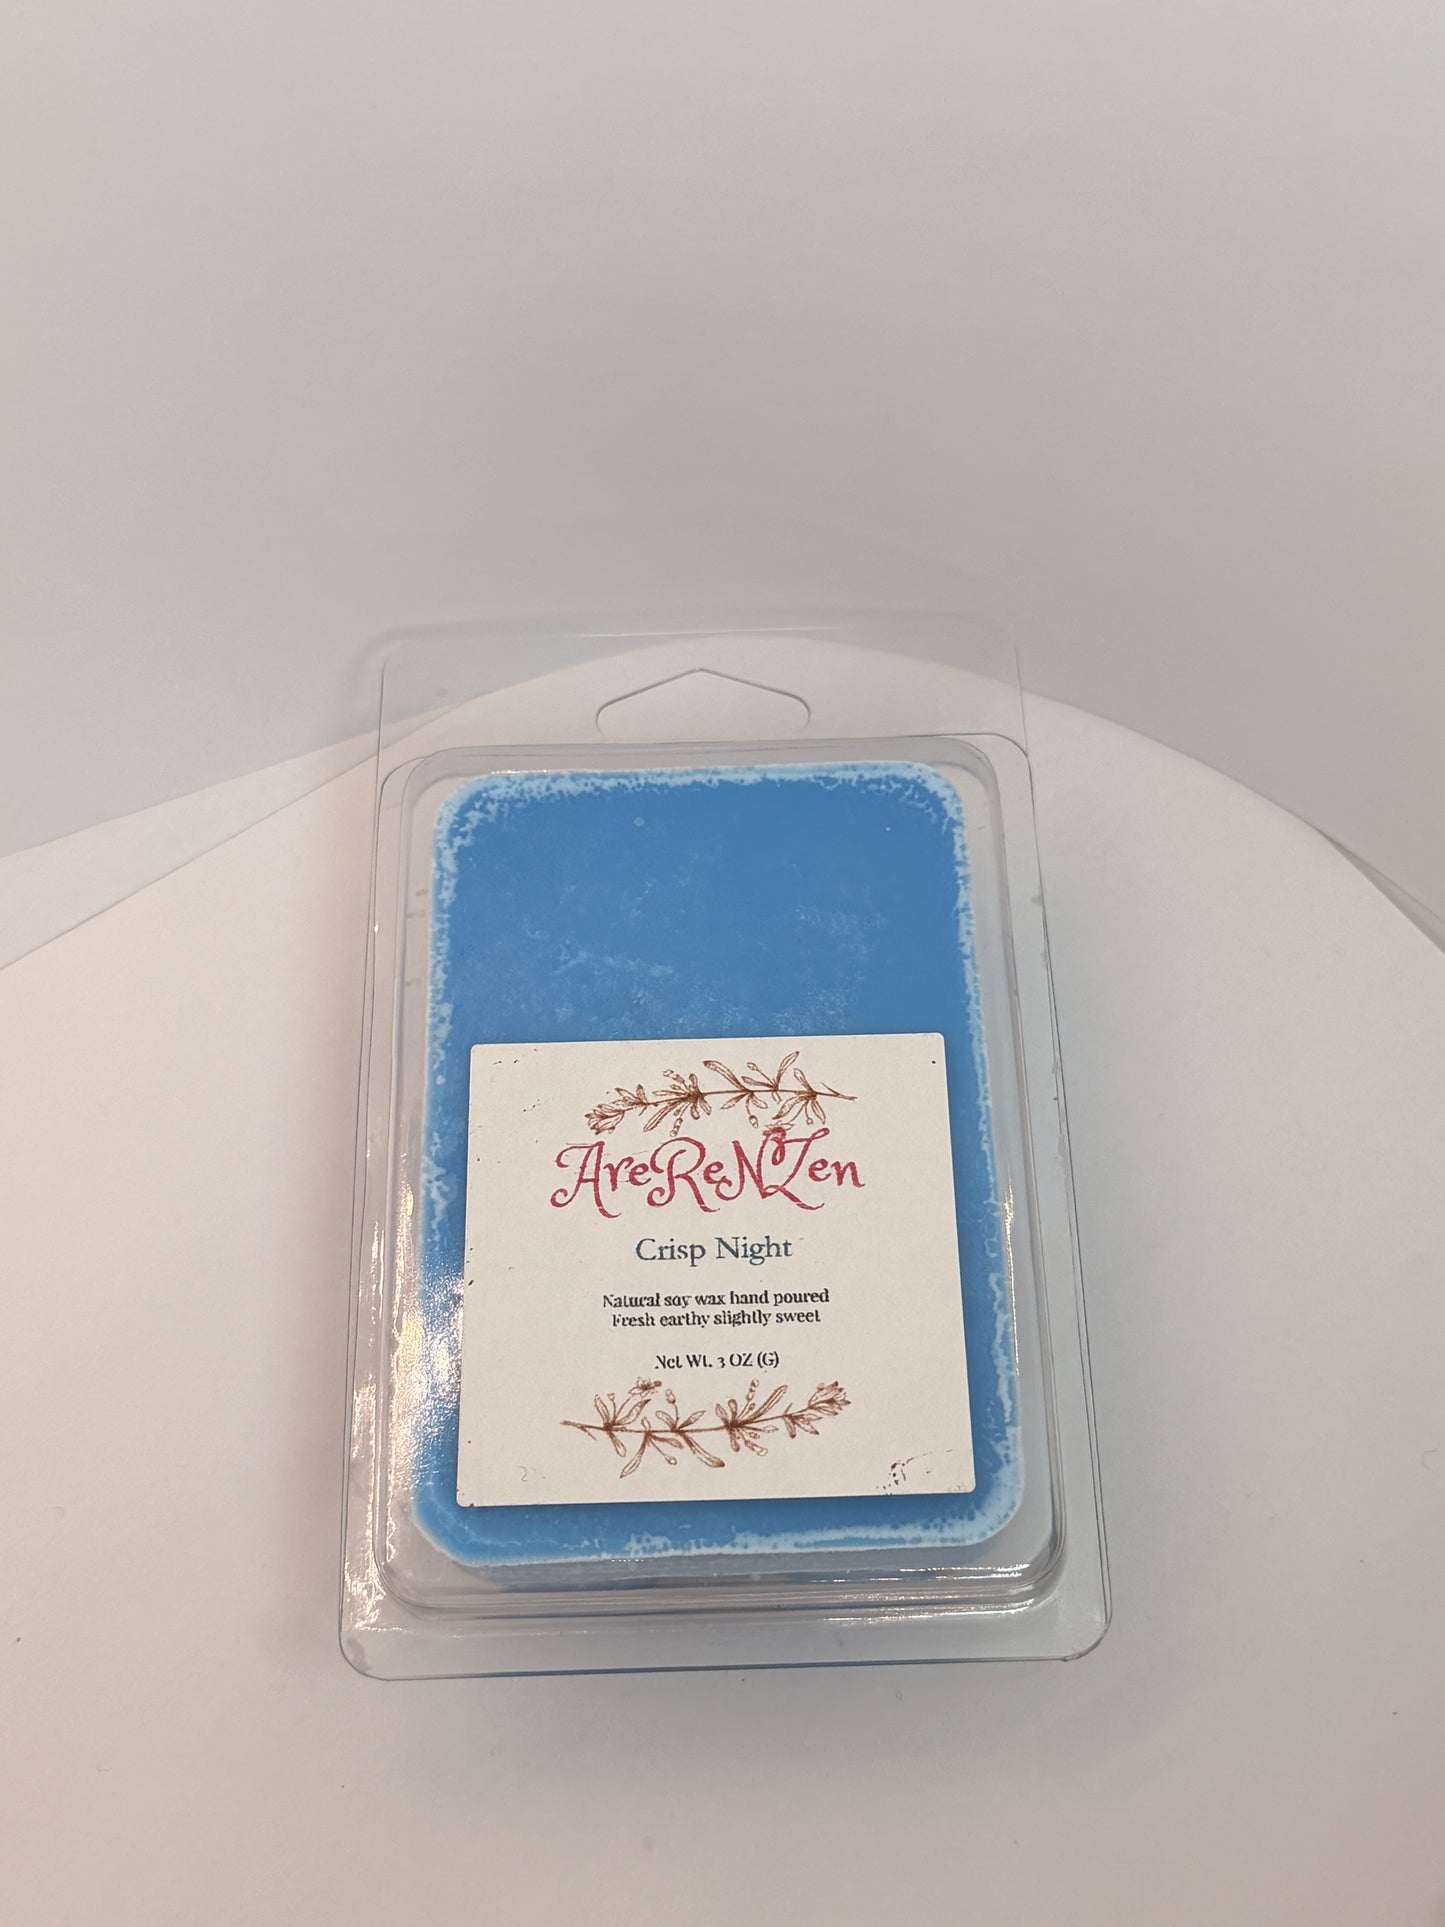 AreReNZen
Crisp Night
Natural soy wax hand poured
Fresh earthy slightly sweet
Net Wt. 3 OZ (G)